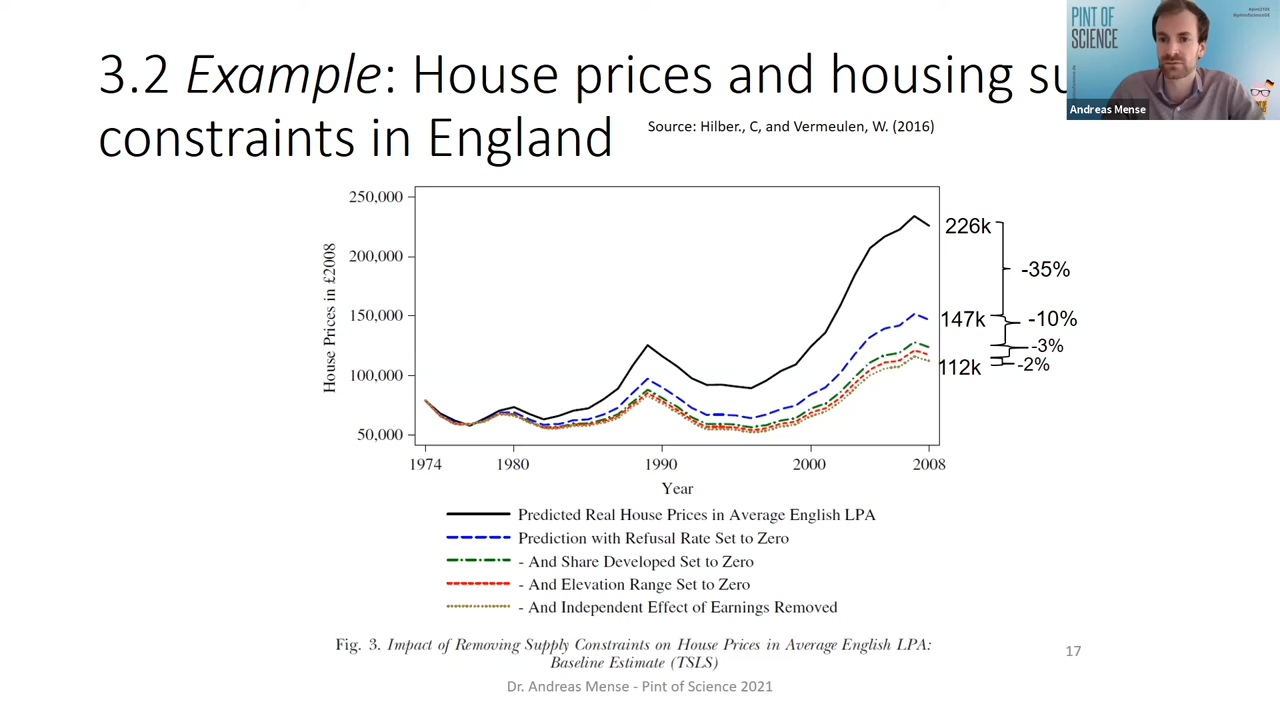 3.2 Example: House prices and housing su
constraints in England
Source: Hilber., C, and Vermeulen, W. (2016)
PINT OF
SCIENCE
Andreas Mense
250,000
200,000
150,000
100,000
50,000
House Prices in £2008
1974
1980
1990
2000
2008
Year
226k
-35%
147k
-10%
-3%
112k
-2%
Predicted Real House Prices in Average English LPA
Prediction with Refusal Rate Set to Zero
- And Share Developed Set to Zero
- And Elevation Range Set to Zero
- And Independent Effect of Earnings Removed
Fig. 3. Impact of Removing Supply Constraints on House Prices in Average English LPA:
Baseline Estimate (TSLS)
17
Dr. Andreas Mense - Pint of Science 2021